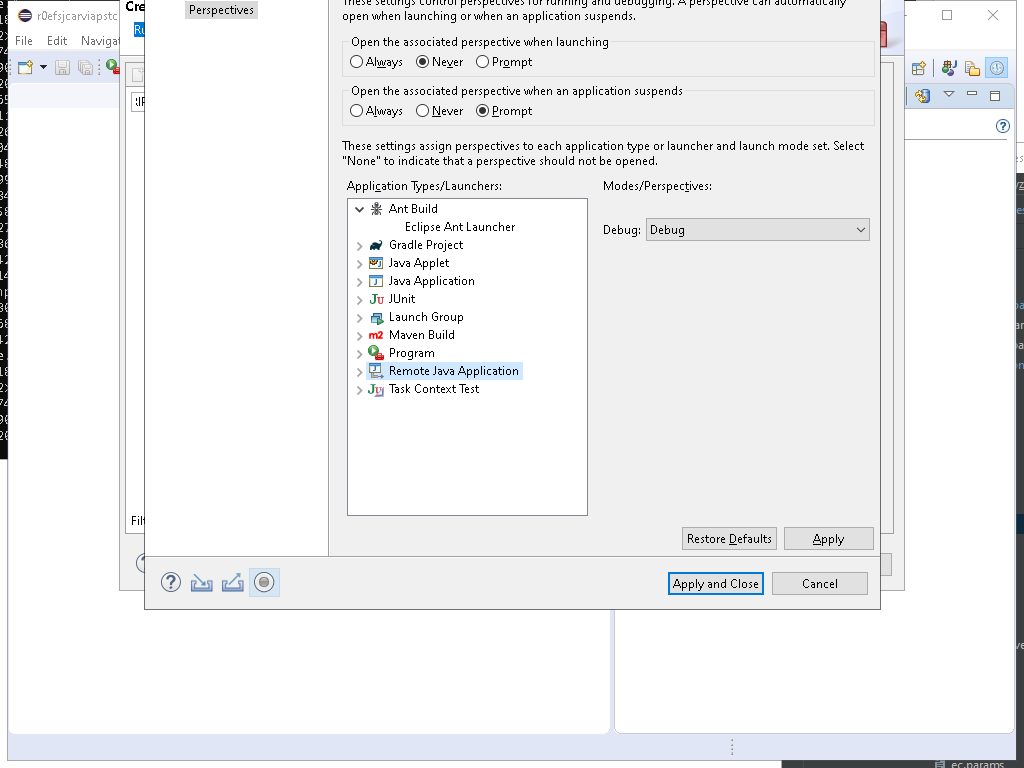 r0efsjcarviapstc
File Edit Navigat
Cre
Perspectives
These settings control perspectives for running and debugging. A perspective can automatically
open when launching or when an application suspends.
Open the associated perspective when launching
Always Never Prompt
Open the associated perspective when an application suspends
Always Never Prompt
These settings assign perspectives to each application type or launcher and launch mode set. Select
"None" to indicate that a perspective should not be opened.
Application Types/Launchers:
Modes/Perspectives:
Ant Build
Eclipse Ant Launcher
Debug: Debug
Gradle Project
Java Applet
Java Application
JUnit
Launch Group
Maven Build
Program
Remote Java Application
Task Context Test
Filt
Restore Defaults Apply
Apply and Close Cancel
ec.params